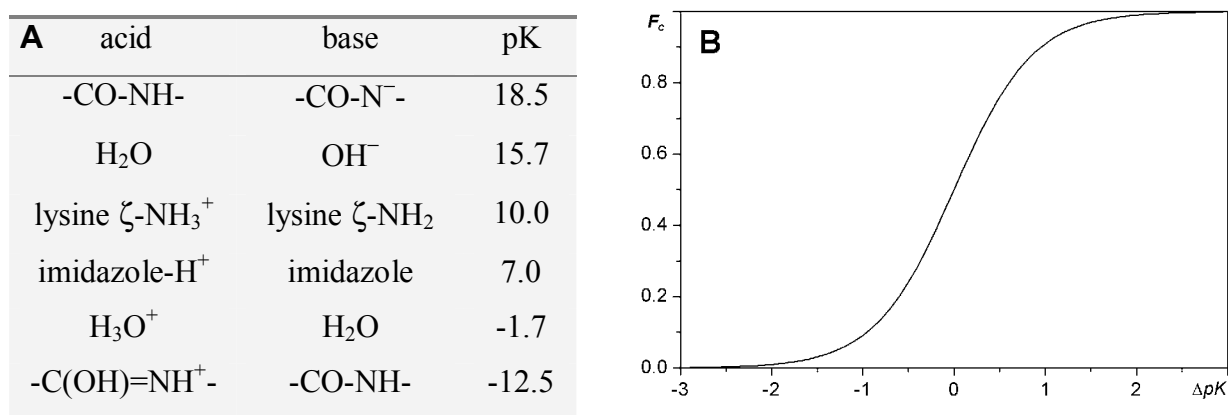 A acid base pK
-CO-NH- -CO-N⁻- 18.5
H₂O OH⁻ 15.7
lysine ζ-NH₃⁺ lysine ζ-NH₂ 10.0
imidazole-H⁺ imidazole 7.0
H₃O⁺ H₂O -1.7
-C(OH)=NH⁺- -CO-NH- -12.5
B
F_c
0.8
0.6
0.4
0.2
0.0
-3 -2 -1 0 1 2 ΔpK